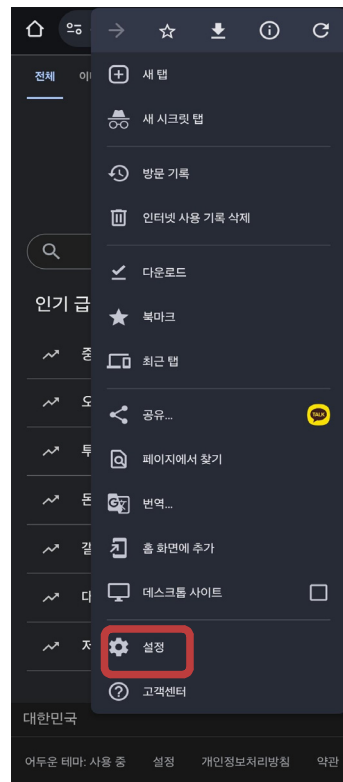 전체
새 탭
새 시크릿 탭
방문 기록
인터넷 사용 기록 삭제
다운로드
북마크
인기 급
최근 탭
공유...
TALK
페이지에서 찾기
번역...
홈 화면에 추가
데스크톱 사이트
설정
고객센터
대한민국
어두운 테마: 사용 중 설정 개인정보처리방침 약관